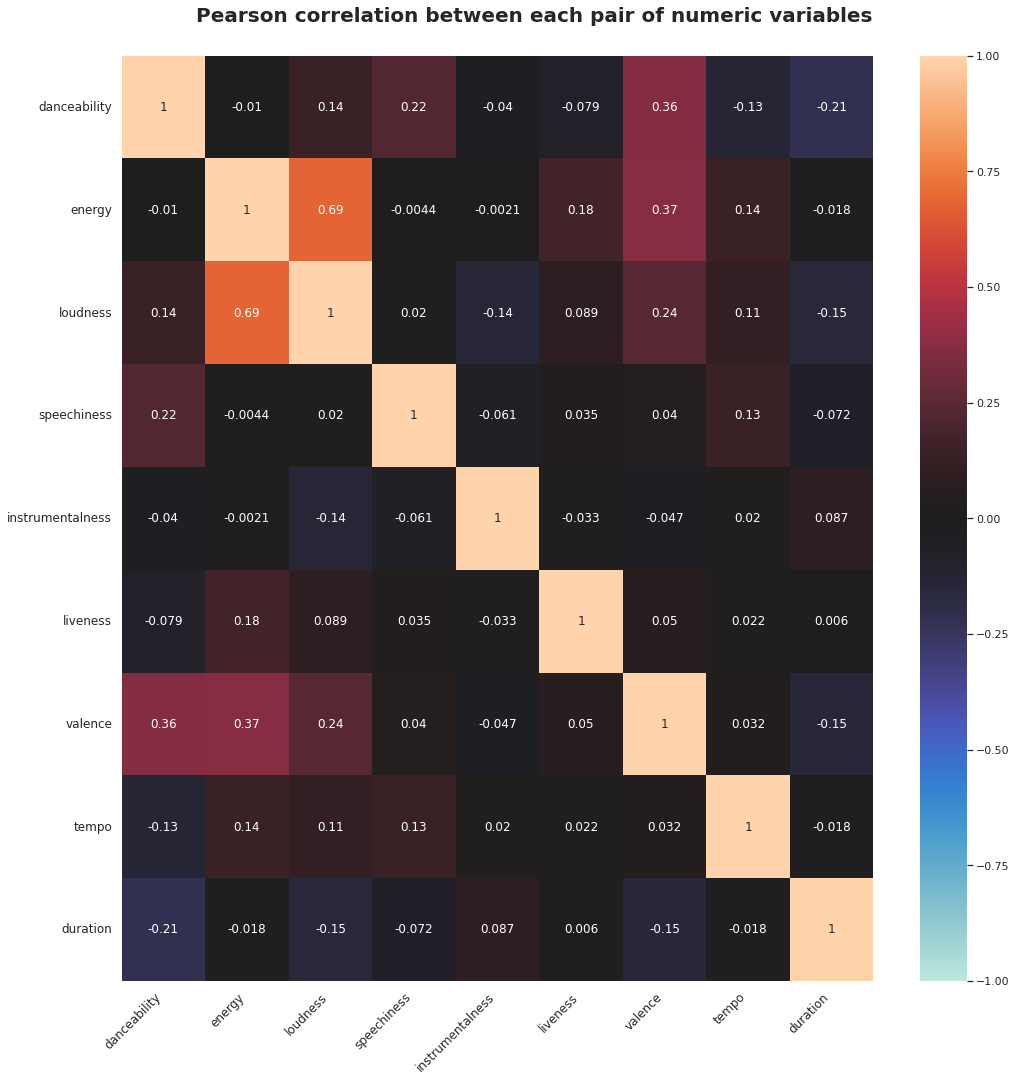 Pearson correlation between each pair of numeric variables
danceability 1 -0.01 0.14 0.22 -0.04 -0.079 0.36 -0.13 -0.21
energy -0.01 1 0.69 -0.0044 -0.0021 0.18 0.37 0.14 -0.018
loudness 0.14 0.69 1 0.02 -0.14 0.089 0.24 0.11 -0.15
speechiness 0.22 -0.0044 0.02 1 -0.061 0.035 0.04 0.13 -0.072
instrumentalness -0.04 -0.0021 -0.14 -0.061 1 -0.033 -0.047 0.02 0.087
liveness -0.079 0.18 0.089 0.035 -0.033 1 0.05 0.022 0.006
valence 0.36 0.37 0.24 0.04 -0.047 0.05 1 0.032 -0.15
tempo -0.13 0.14 0.11 0.13 0.02 0.022 0.032 1 -0.018
duration -0.21 -0.018 -0.15 -0.072 0.087 0.006 -0.15 -0.018 1
danceability energy loudness speechiness instrumentalness liveness valence tempo duration
1.00
0.75
0.50
0.25
0.00
−0.25
−0.50
−0.75
−1.00